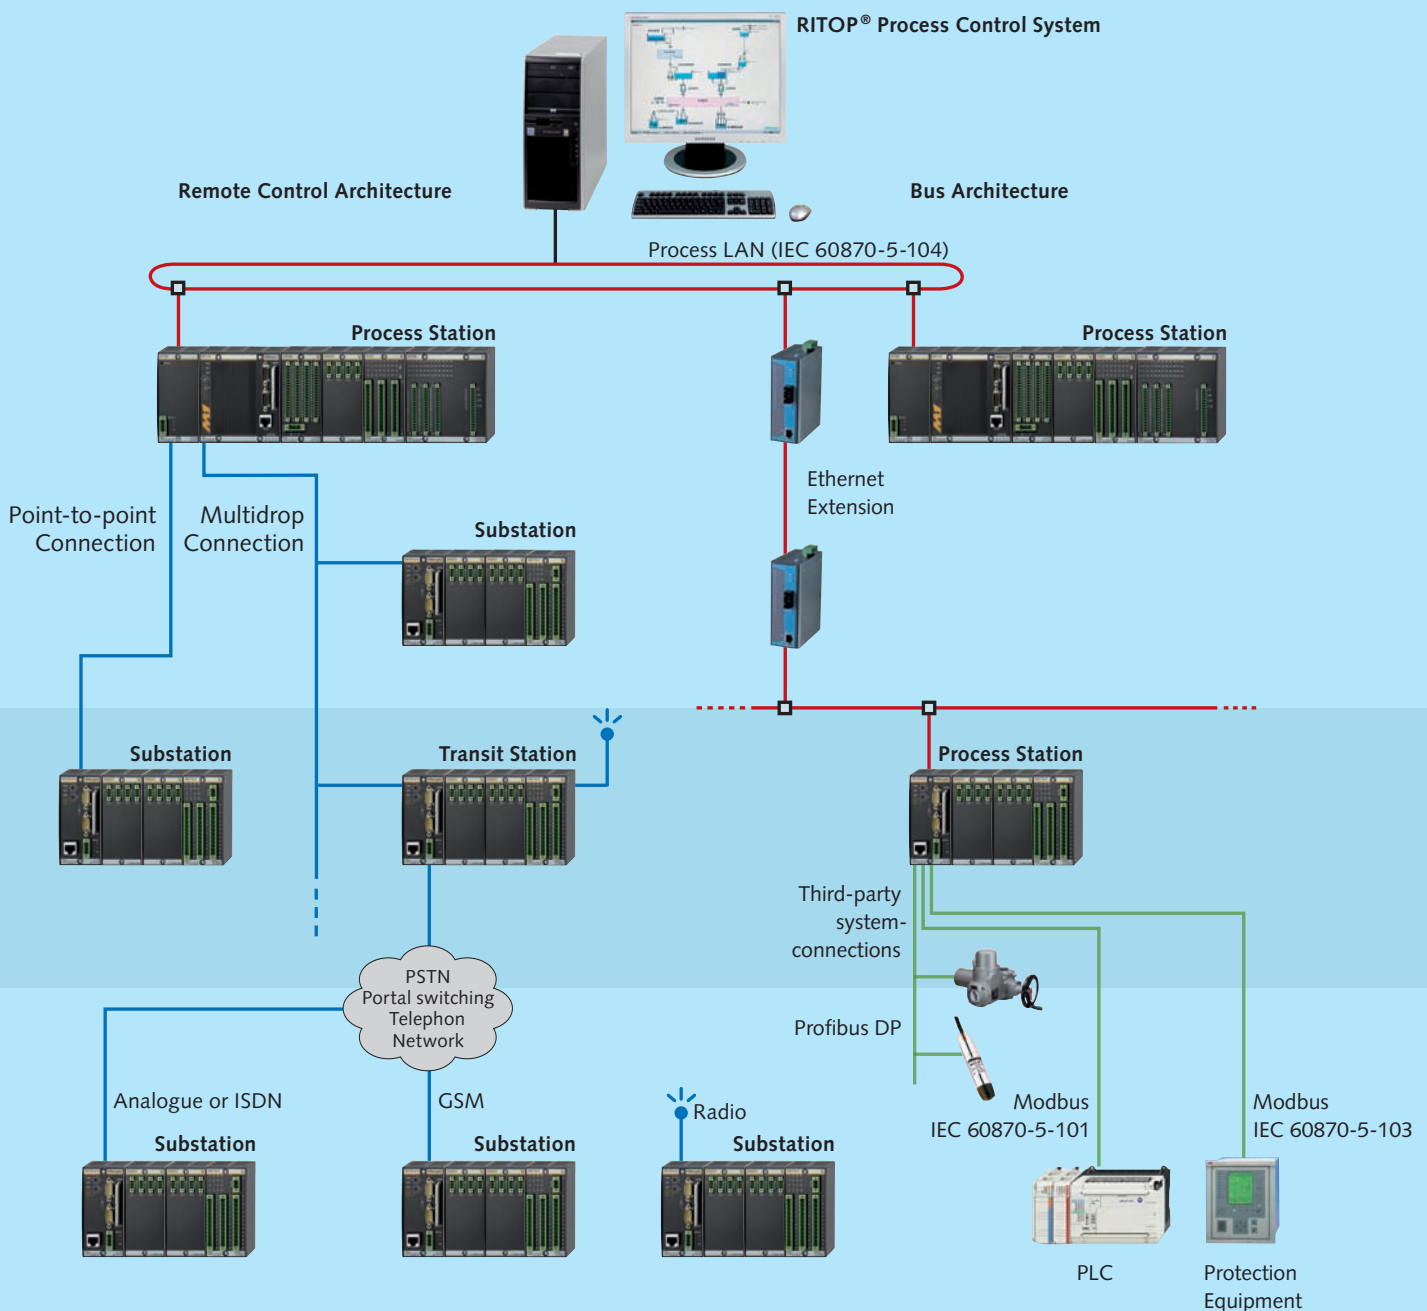 RITOP® Process Control System
Remote Control Architecture
Bus Architecture
Process LAN (IEC 60870-5-104)
Process Station
Process Station
Ethernet
Extension
Point-to-point
Connection
Multidrop
Connection
Substation
Substation
Transit Station
Process Station
Third-party
system-
connections
PSTN
Portal switching
Telephon
Network
Profibus DP
Analogue or ISDN
GSM
Radio
Modbus
IEC 60870-5-101
Modbus
IEC 60870-5-103
Substation
Substation
Substation
PLC
Protection
Equipment